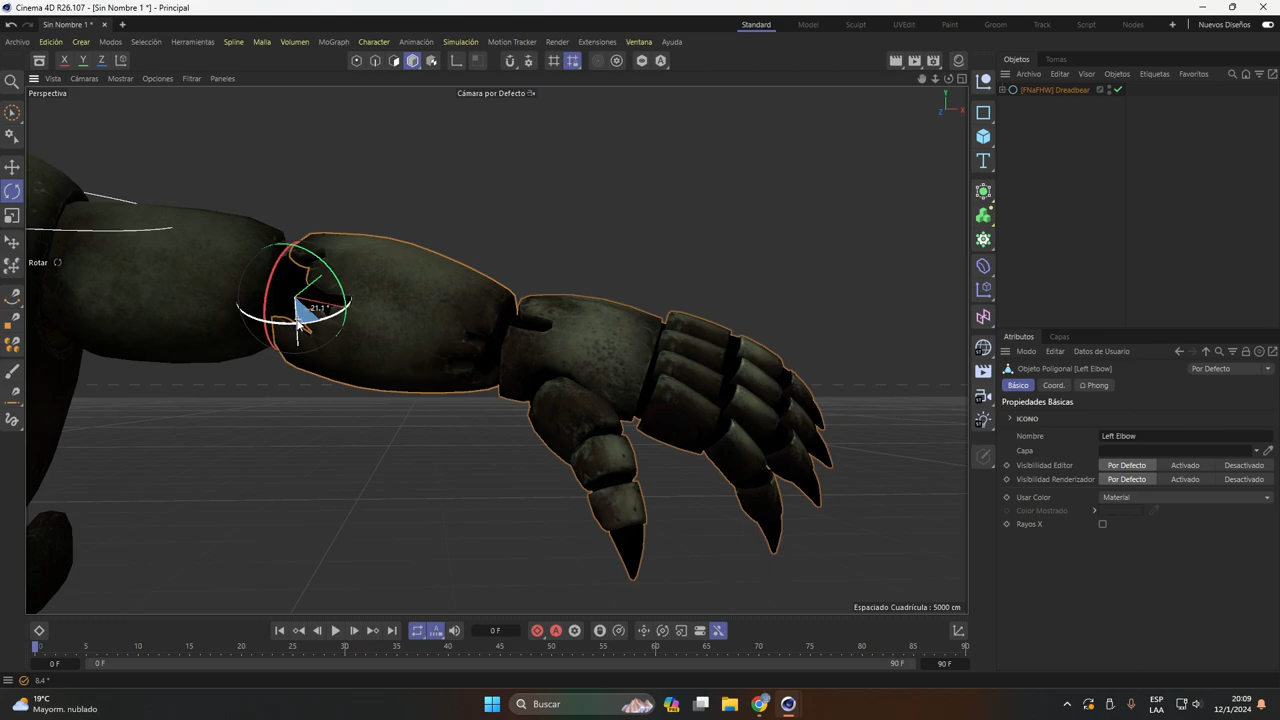 Cinema 4D R26.107 - [Sin Nombre 1 *] - Principal
Sin Nombre 1 *
Standard
Model
Sculpt
UVEdit
Paint
Groom
Track
Script
Nodes
Nuevos Diseños
Archivo
Edición
Crear
Modos
Selección
Herramientas
Spline
Malla
Volumen
MoGraph
Character
Animación
Simulación
Motion Tracker
Render
Extensiones
Ventana
Ayuda
X
Y
Z
Objetos
Tomas
Vista
Cámaras
Mostrar
Opciones
Filtrar
Paneles
Archivo
Editar
Ver
Objetos
Etiquetas
Favoritos
Perspectiva
Cámara por Defecto
Y
X
Z
[FNaFHW] Dreadbear
Rotar
21.1 °
Atributos
Capas
Modo
Editar
Datos de Usuario
Objeto Poligonal [Left Elbow]
Por Defecto
Básico
Coord.
Phong
Propiedades Básicas
ICONO
Nombre
Left Elbow
Capa
Visibilidad Editor
Por Defecto
Activado
Desactivado
Visibilidad Renderizador
Por Defecto
Activado
Desactivado
Usar Color
Material
Color Mostrado
Rayos X
Espaciado Cuadrícula : 5000 cm
0 F
0 5 10 15 20 25 30 35 40 45 50 55 60 65 70 75 80 85 90
0 F
0 F
90 F
90 F
8.4 °
19°C
Mayorm. nublado
Buscar
ESP
LAA
20:09
12/1/2024